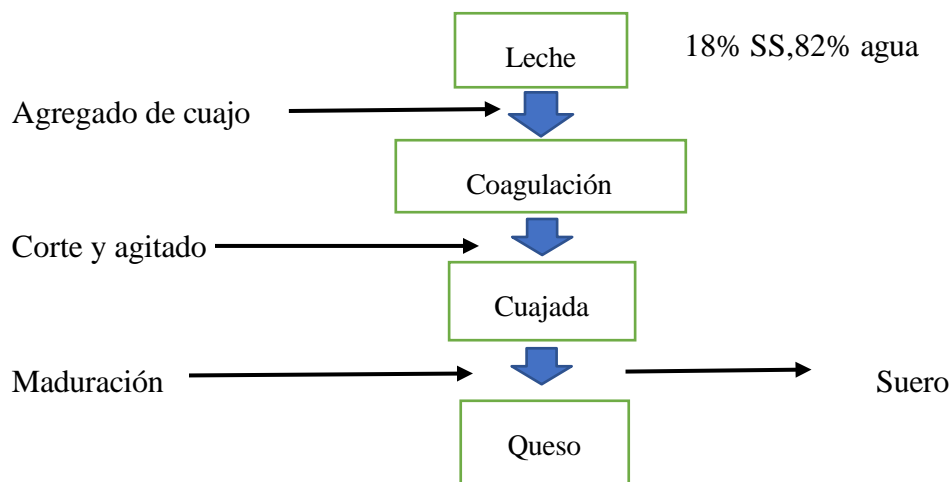 Leche
18% SS,82% agua
Agregado de cuajo
Coagulación
Corte y agitado
Cuajada
Maduración
Suero
Queso